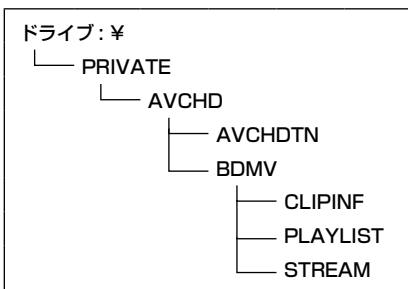 ドライブ : ¥
PRIVATE
AVCHD
AVCHDTN
BDMV
CLIPINF
PLAYLIST
STREAM